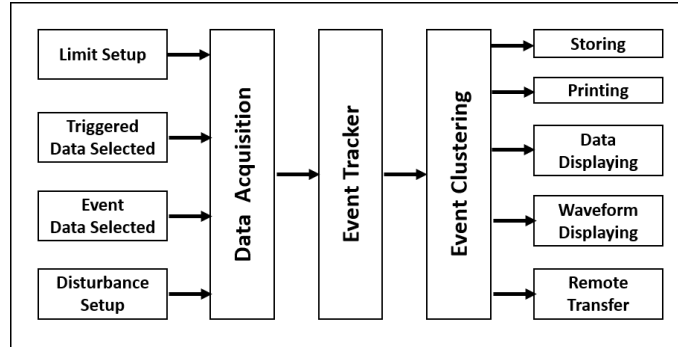 Limit Setup
Triggered
Data Selected
Event
Data Selected
Disturbance
Setup
Data Acquisition
Event Tracker
Event Clustering
Storing
Printing
Data
Displaying
Waveform
Displaying
Remote
Transfer